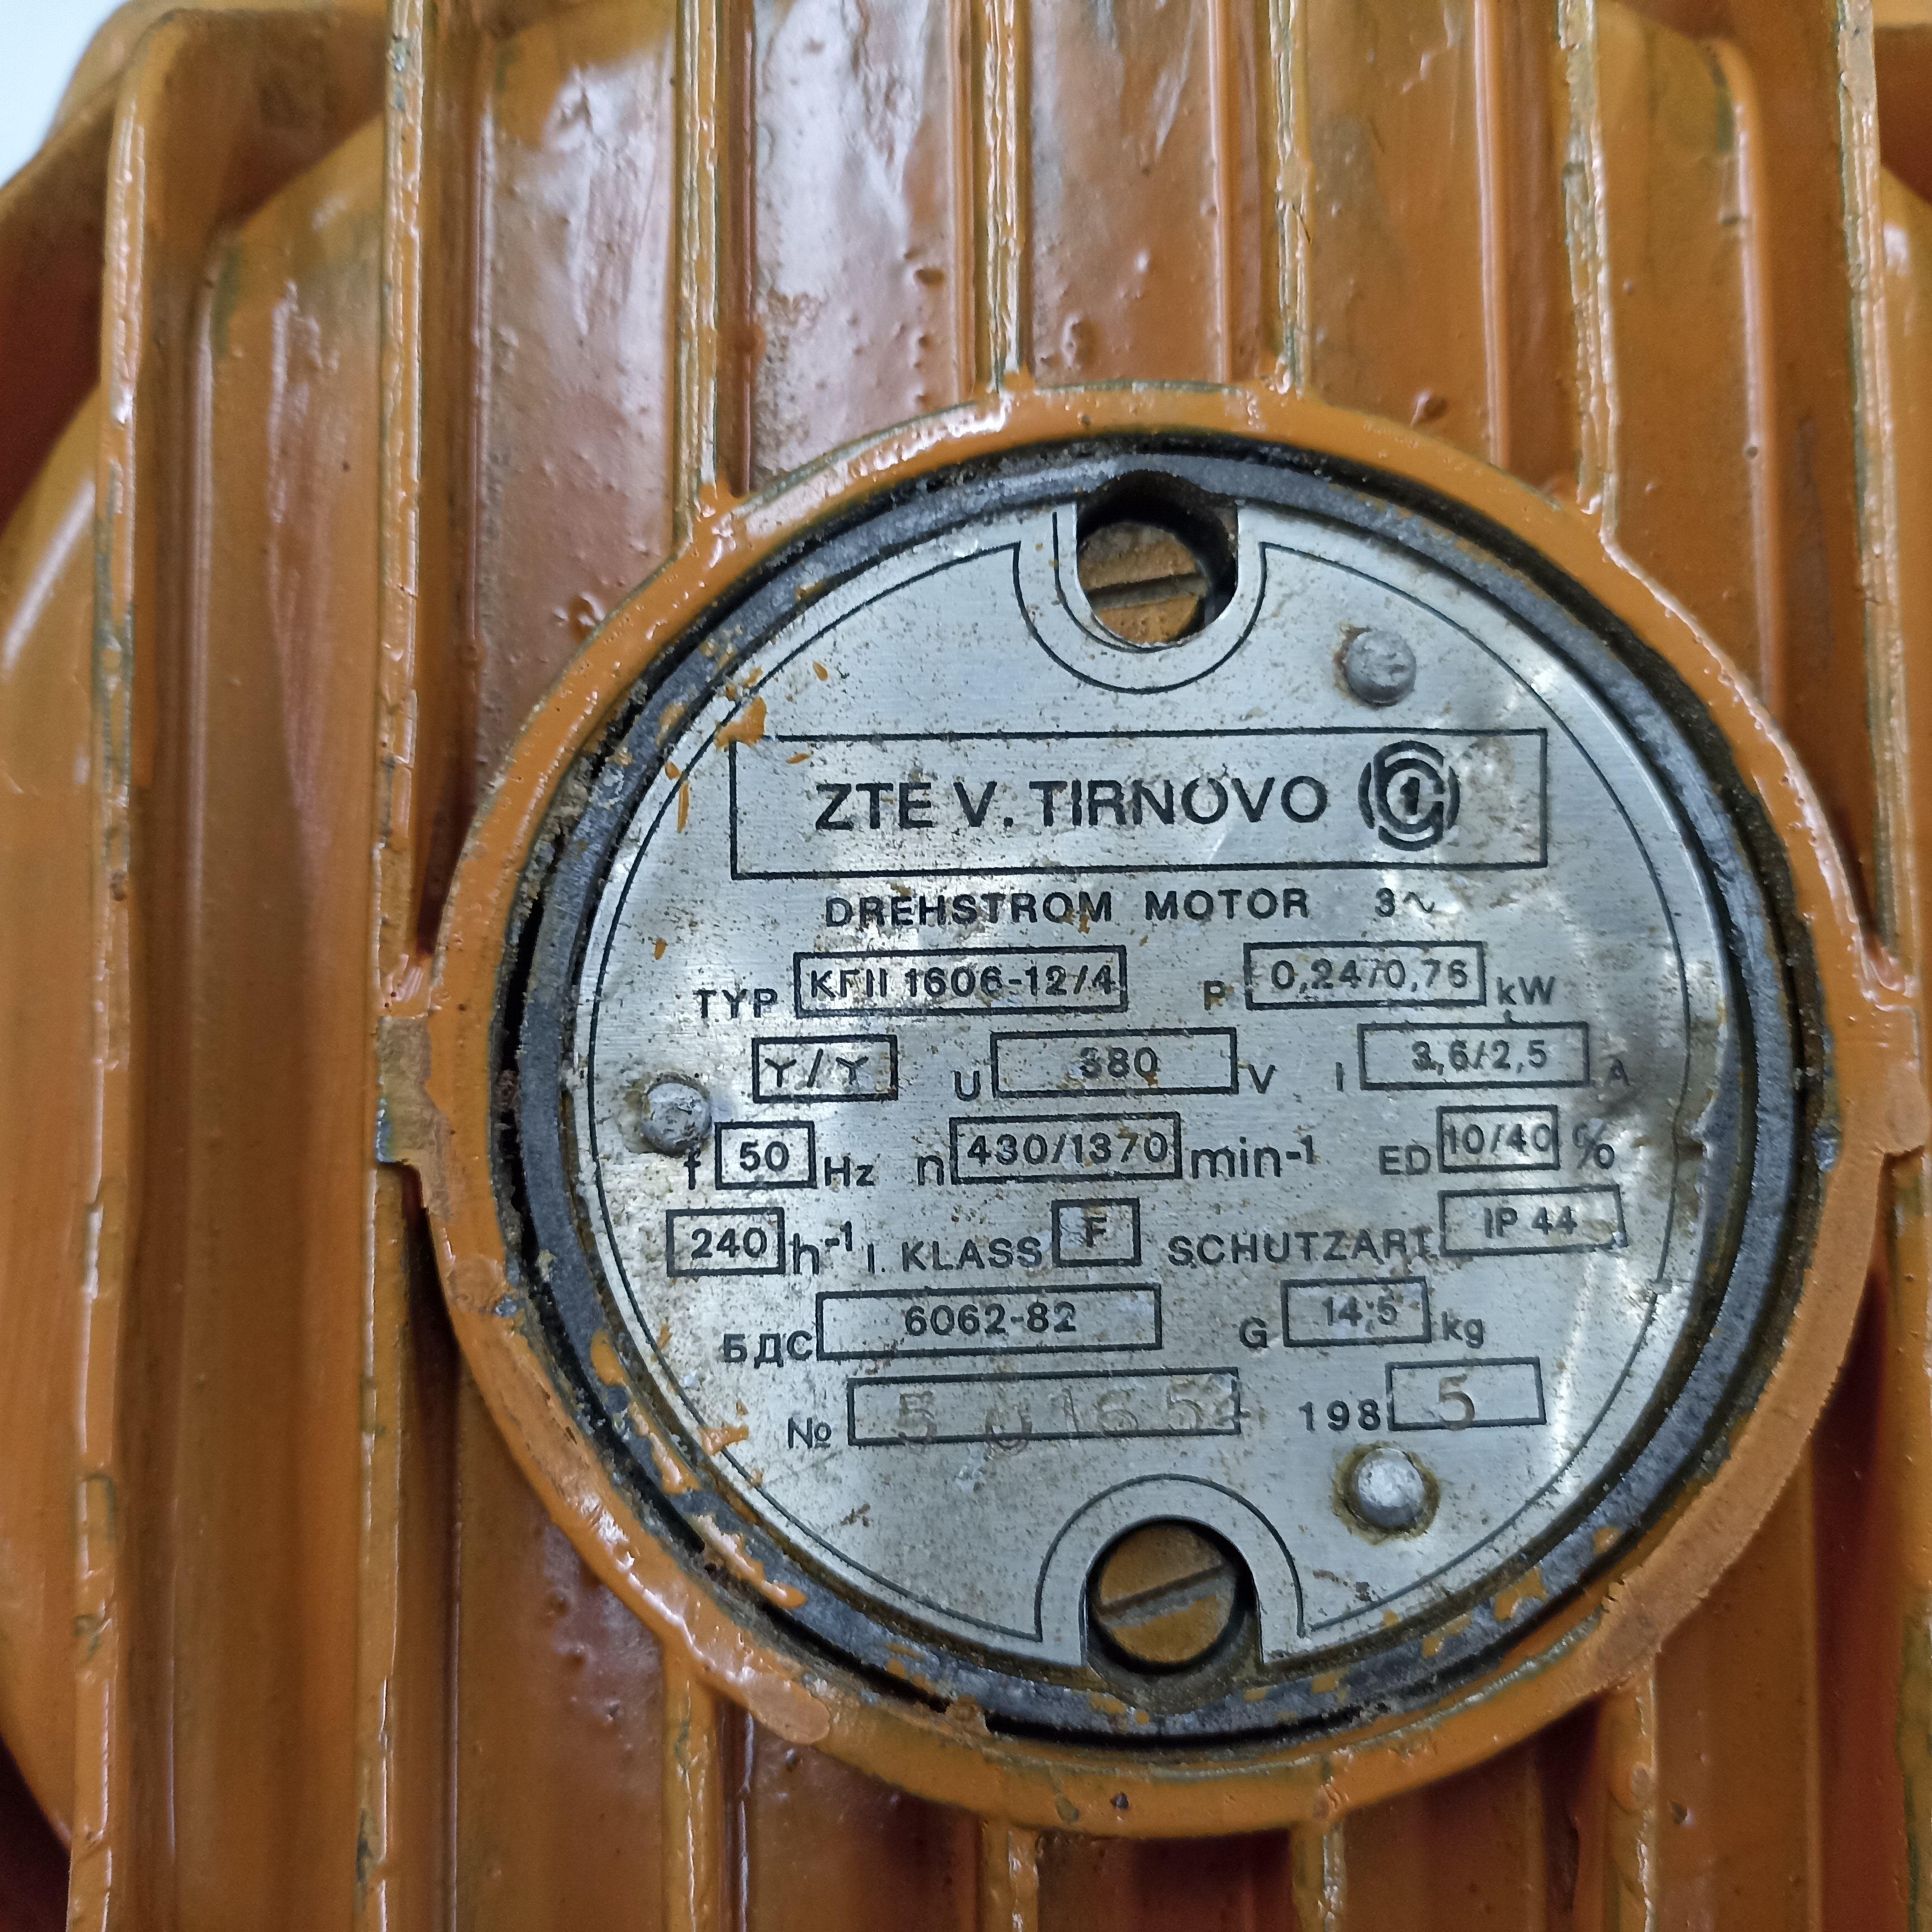 ZTE V. TIRNOVO
DREHSTROM MOTOR 3~
TYP KГII 1606-12/4 P 0,24/0,76 kW
Y/Y U 380 V I 3,6/2,5 A
f 50 Hz n 430/1370 min-1 ED 10/40 %
240 h-1 I. KLASS F SCHUTZART IP 44
БДС 6062-82 G 14,5 kg
№ 198 5